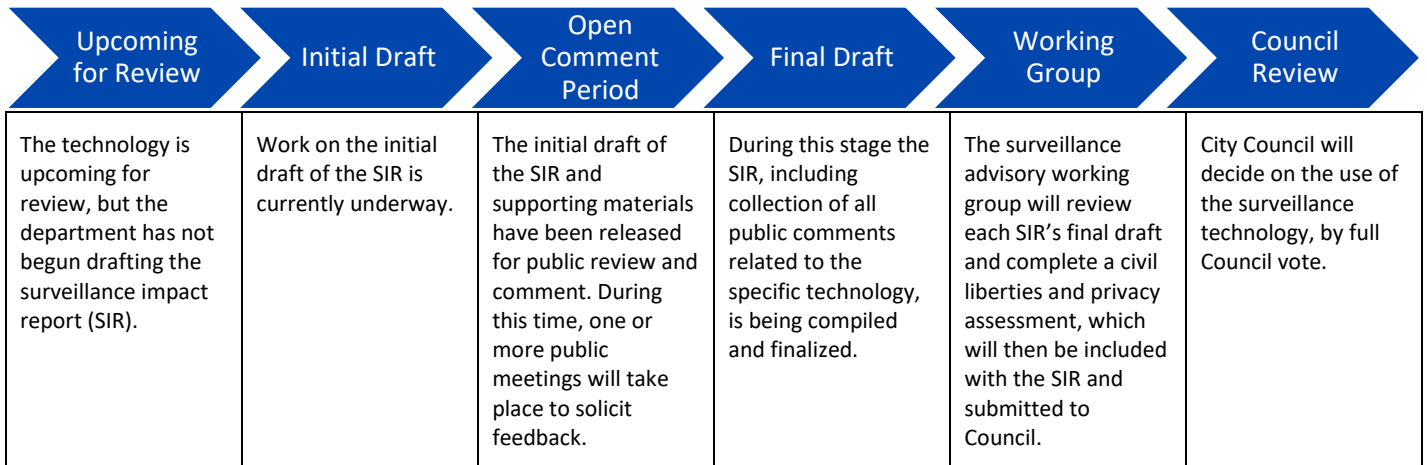 Upcoming
for Review
Initial Draft
Open
Comment
Period
Final Draft
Working
Group
Council
Review
The technology is
upcoming for
review, but the
department has not
begun drafting the
surveillance impact
report (SIR).
Work on the initial
draft of the SIR is
currently underway.
The initial draft of
the SIR and
supporting materials
have been released
for public review and
comment. During
this time, one or
more public
meetings will take
place to solicit
feedback.
During this stage the
SIR, including
collection of all
public comments
related to the
specific technology,
is being compiled
and finalized.
The surveillance
advisory working
group will review
each SIR’s final draft
and complete a civil
liberties and privacy
assessment, which
will then be included
with the SIR and
submitted to
Council.
City Council will
decide on the use of
the surveillance
technology, by full
Council vote.